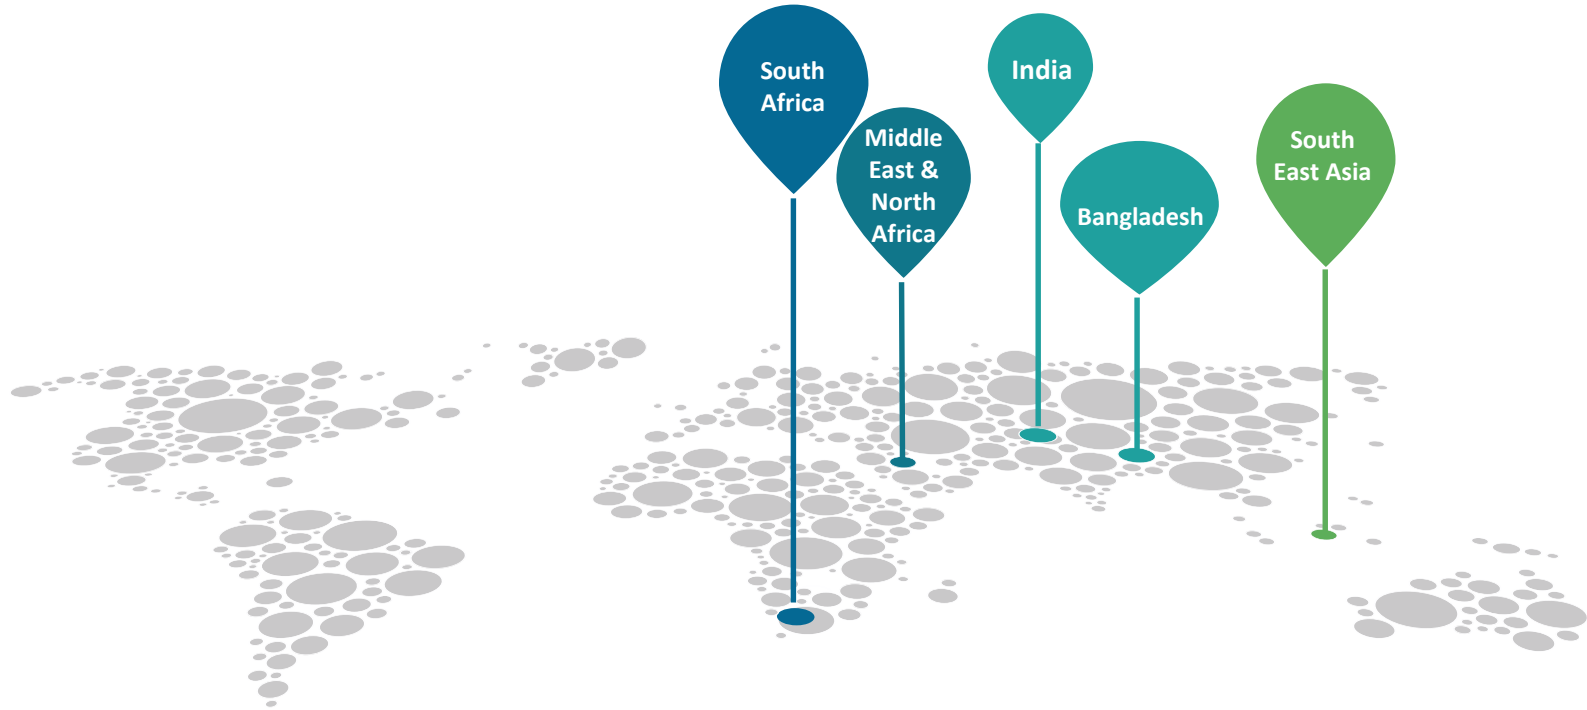 South
Africa
Middle
East &
North
Africa
India
Bangladesh
South
East Asia